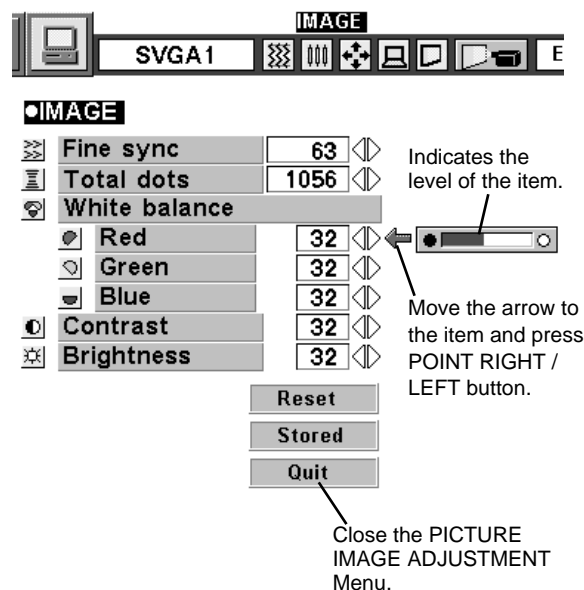 IMAGE
SVGA1
E
●IMAGE
Fine sync 63
Total dots 1056
White balance
Red 32
Green 32
Blue 32
Contrast 32
Brightness 32
Reset
Stored
Quit
Indicates the
level of the item.
Move the arrow to
the item and press
POINT RIGHT /
LEFT button.
Close the PICTURE
IMAGE ADJUSTMENT
Menu.